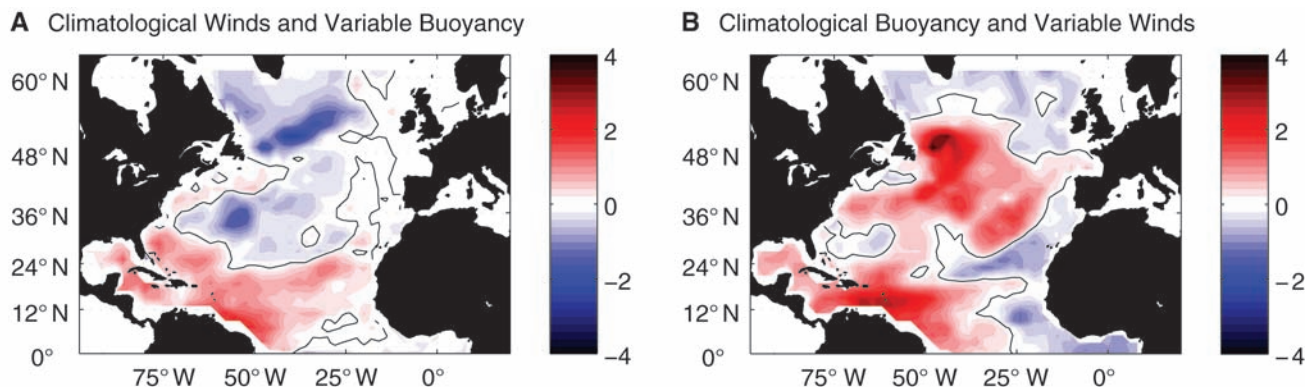 A Climatological Winds and Variable Buoyancy
60° N
48° N
36° N
24° N
12° N
0°
75° W
50° W
25° W
0°
4
2
0
−2
−4
B Climatological Buoyancy and Variable Winds
60° N
48° N
36° N
24° N
12° N
0°
75° W
50° W
25° W
0°
4
2
0
−2
−4